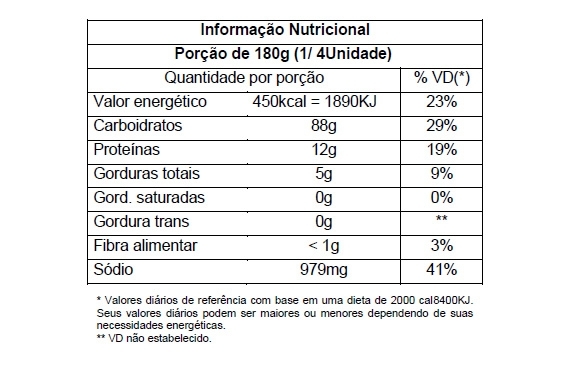 Informação Nutricional
Porção de 180g (1/ 4Unidade)
Quantidade por porção % VD(*)
Valor energético 450kcal = 1890KJ 23%
Carboidratos 88g 29%
Proteínas 12g 19%
Gorduras totais 5g 9%
Gord. saturadas 0g 0%
Gordura trans 0g **
Fibra alimentar < 1g 3%
Sódio 979mg 41%
* Valores diários de referência com base em uma dieta de 2000 cal8400KJ.
Seus valores diários podem ser maiores ou menores dependendo de suas
necessidades energéticas.
** VD não estabelecido.